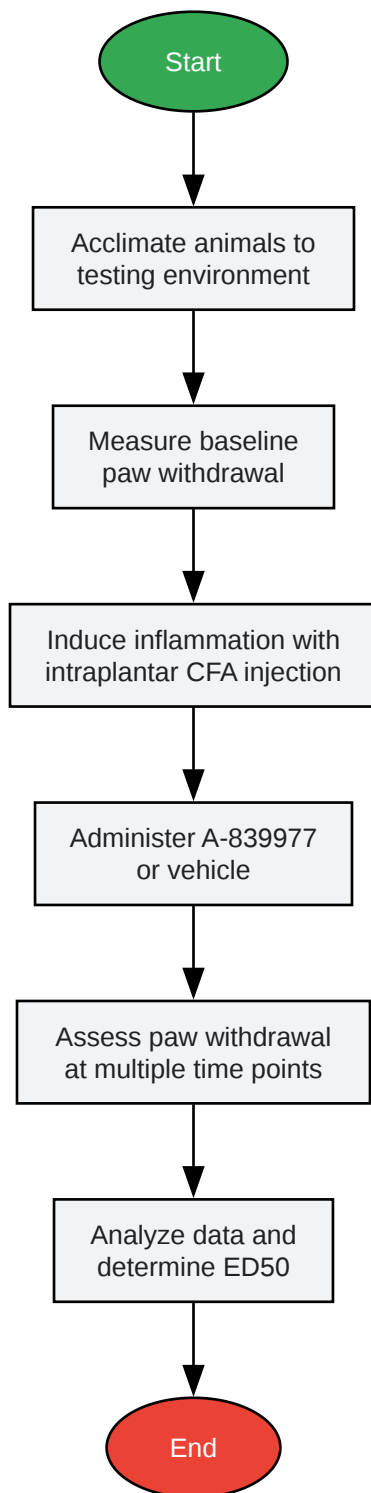 Start
Acclimate animals to
testing environment
Measure baseline
paw withdrawal
Induce inflammation with
intraplantar CFA injection
Administer A-839977
or vehicle
Assess paw withdrawal
at multiple time points
Analyze data and
determine ED50
End